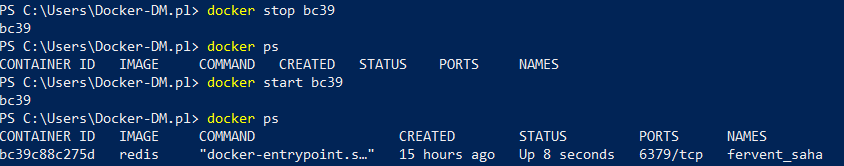 PS C:\Users\Docker-DM.pl> docker stop bc39
bc39
PS C:\Users\Docker-DM.pl> docker ps
CONTAINER ID   IMAGE     COMMAND   CREATED   STATUS    PORTS     NAMES
PS C:\Users\Docker-DM.pl> docker start bc39
bc39
PS C:\Users\Docker-DM.pl> docker ps
CONTAINER ID   IMAGE     COMMAND                  CREATED        STATUS         PORTS      NAMES
bc39c88c275d   redis     "docker-entrypoint.s…"   15 hours ago   Up 8 seconds   6379/tcp   fervent_saha